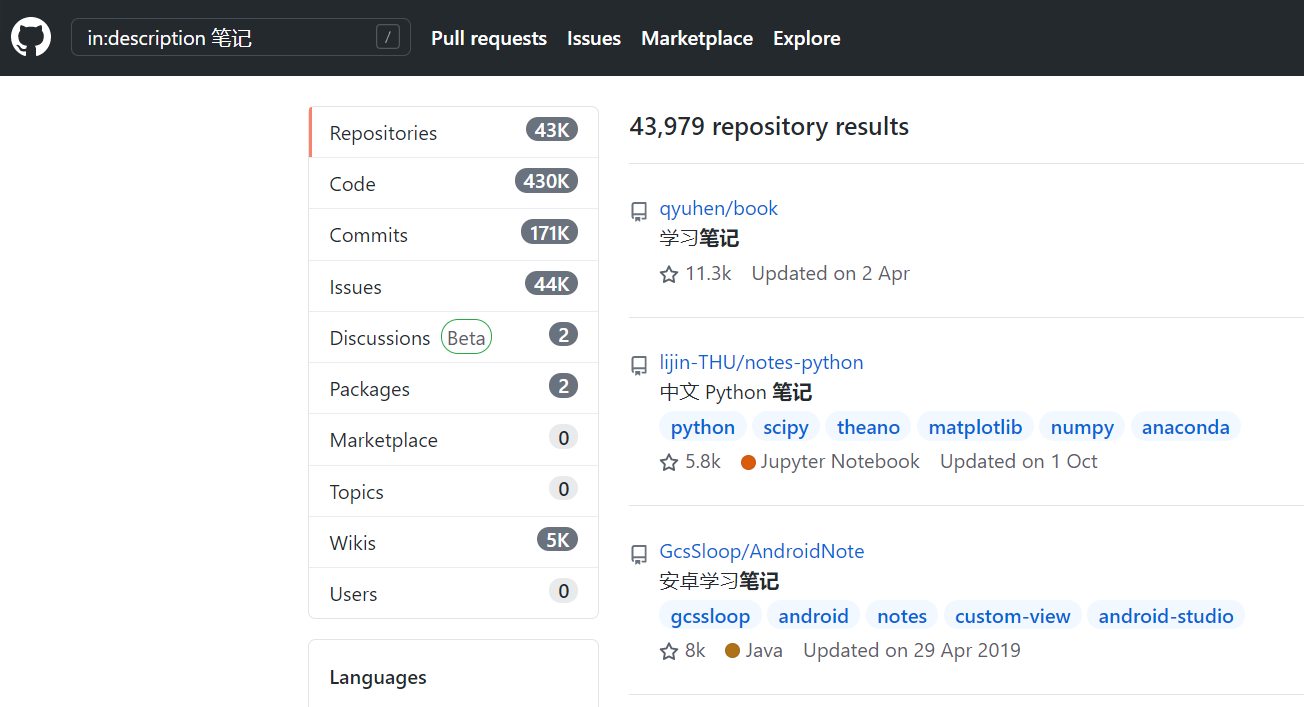 in:description 笔记 /
Pull requests Issues Marketplace Explore
Repositories 43K
Code 430K
Commits 171K
Issues 44K
Discussions Beta 2
Packages 2
Marketplace 0
Topics 0
Wikis 5K
Users 0
Languages
43,979 repository results
qyuhen/book
学习笔记
11.3k Updated on 2 Apr
lijin-THU/notes-python
中文 Python 笔记
python scipy theano matplotlib numpy anaconda
5.8k Jupyter Notebook Updated on 1 Oct
GcsSloop/AndroidNote
安卓学习笔记
gcssloop android notes custom-view android-studio
8k Java Updated on 29 Apr 2019